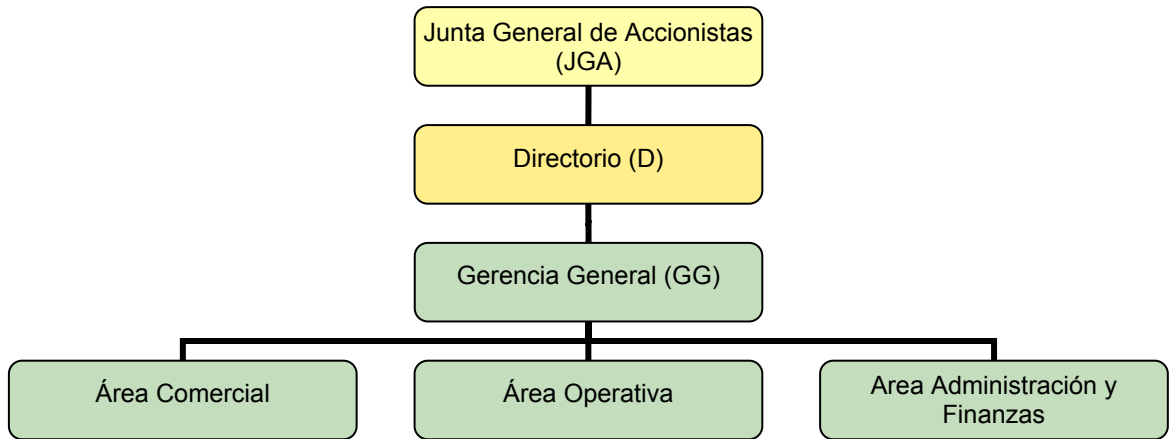 Junta General de Accionistas
(JGA)
Directorio (D)
Gerencia General (GG)
Área Comercial
Área Operativa
Area Administración y
Finanzas